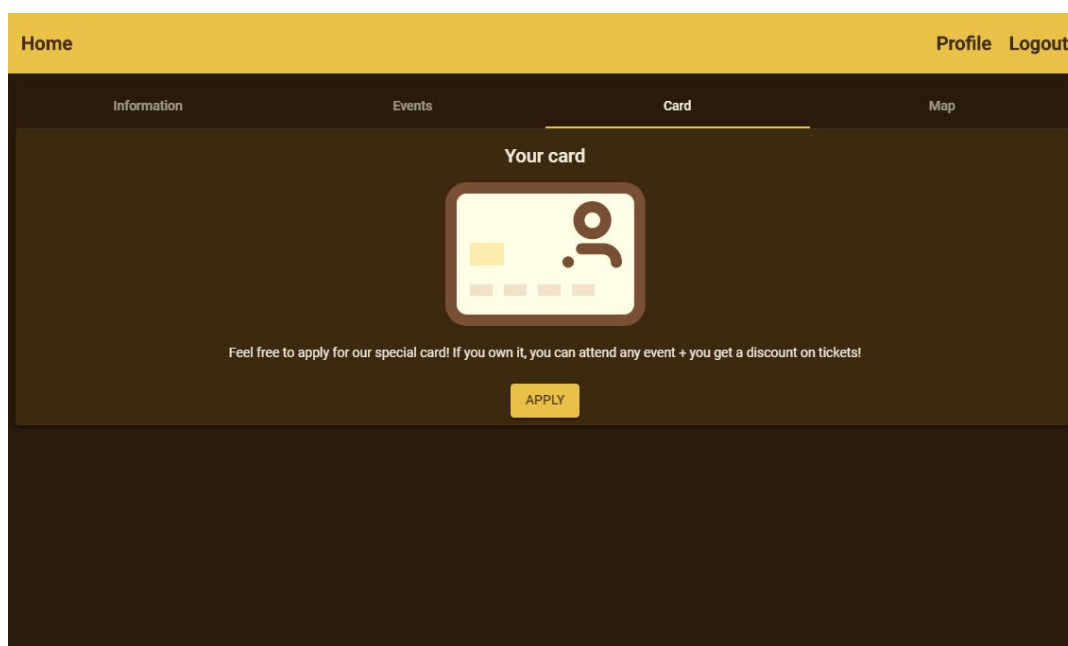 Home Profile Logout
Information Events Card Map
Your card
Feel free to apply for our special card! If you own it, you can attend any event + you get a discount on tickets!
APPLY